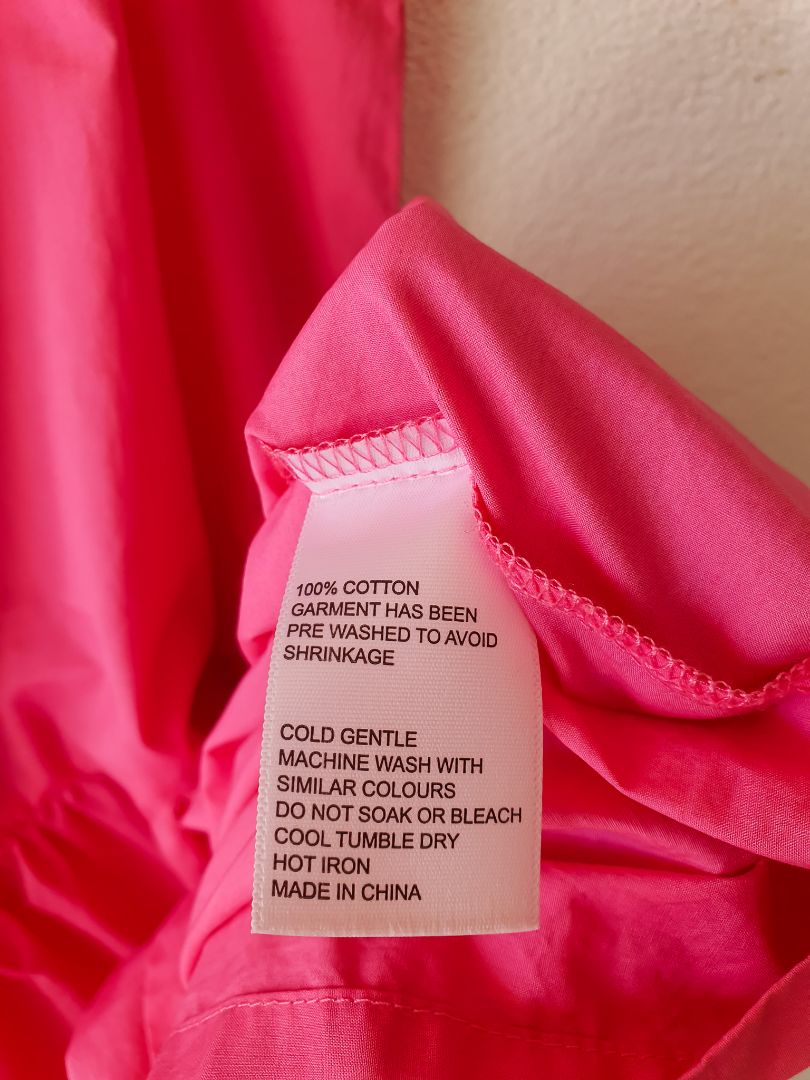 100% COTTON
GARMENT HAS BEEN
PRE WASHED TO AVOID
SHRINKAGE
COLD GENTLE
MACHINE WASH WITH
SIMILAR COLOURS
DO NOT SOAK OR BLEACH
COOL TUMBLE DRY
HOT IRON
MADE IN CHINA